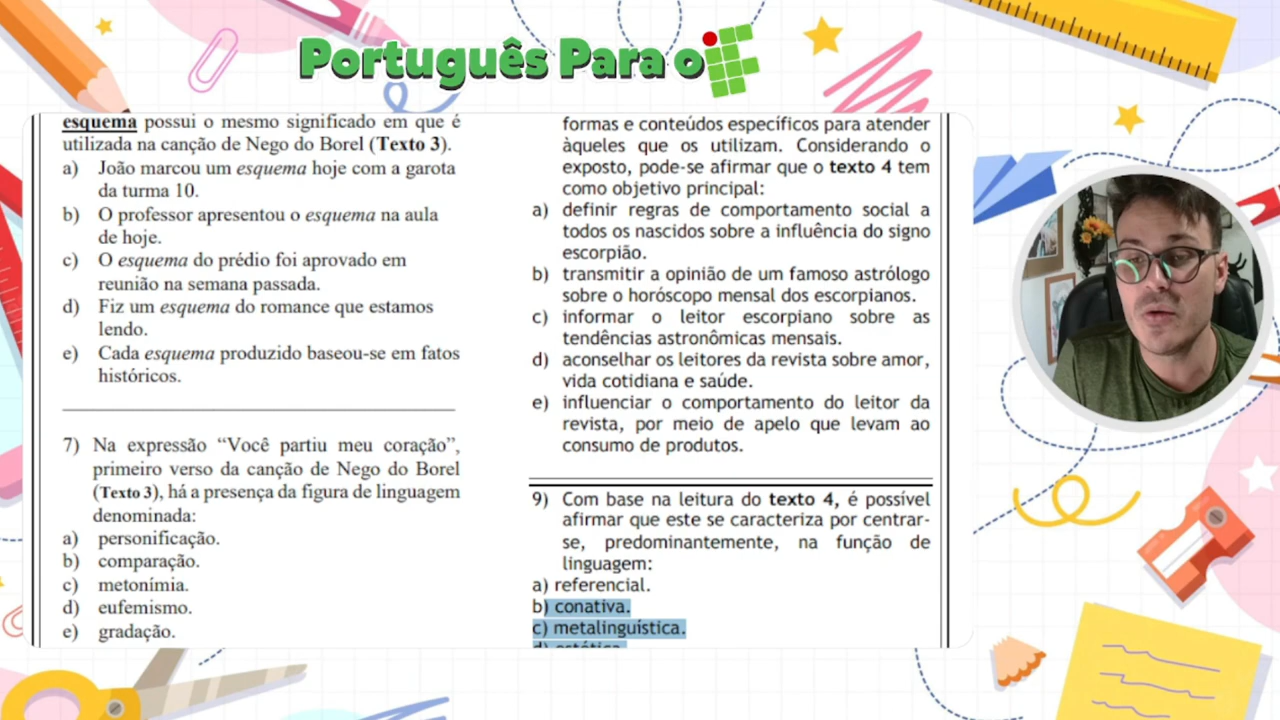 Português Para o
esquema possui o mesmo significado em que é
utilizada na canção de Nego do Borel (Texto 3).
a) João marcou um esquema hoje com a garota
da turma 10.
b) O professor apresentou o esquema na aula
de hoje.
c) O esquema do prédio foi aprovado em
reunião na semana passada.
d) Fiz um esquema do romance que estamos
lendo.
e) Cada esquema produzido baseou-se em fatos
históricos.
7) Na expressão “Você partiu meu coração”,
primeiro verso da canção de Nego do Borel
(Texto 3), há a presença da figura de linguagem
denominada:
a) personificação.
b) comparação.
c) metonímia.
d) eufemismo.
e) gradação.
formas e conteúdos específicos para atender
àqueles que os utilizam. Considerando o
exposto, pode-se afirmar que o texto 4 tem
como objetivo principal:
a) definir regras de comportamento social a
todos os nascidos sobre a influência do signo
escorpião.
b) transmitir a opinião de um famoso astrólogo
sobre o horóscopo mensal dos escorpianos.
c) informar o leitor escorpiano sobre as
tendências astronômicas mensais.
d) aconselhar os leitores da revista sobre amor,
vida cotidiana e saúde.
e) influenciar o comportamento do leitor da
revista, por meio de apelo que levam ao
consumo de produtos.
9) Com base na leitura do texto 4, é possível
afirmar que este se caracteriza por centrar-
se, predominantemente, na função de
linguagem:
a) referencial.
b) conativa.
c) metalinguística.
d) estética.